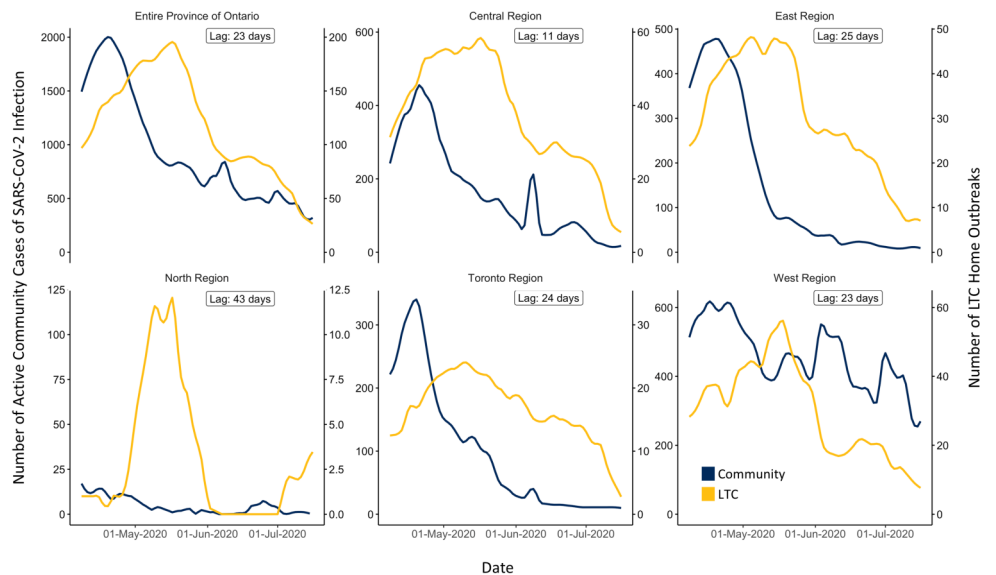 Entire Province of Ontario
Central Region
East Region
Lag: 23 days
Lag: 11 days
Lag: 25 days
2000
1500
1000
500
0
200
150
100
50
0
600
400
200
0
60
40
20
0
500
400
300
200
100
0
50
40
30
20
10
0
Number of Active Community Cases of SARS-CoV-2 Infection
Number of LTC Home Outbreaks
North Region
Toronto Region
West Region
Lag: 43 days
Lag: 24 days
Lag: 23 days
125
100
75
50
25
0
12.5
10.0
7.5
5.0
2.5
0.0
300
200
100
0
30
20
10
0
600
400
200
0
60
40
20
0
Community
LTC
01-May-2020 01-Jun-2020 01-Jul-2020
01-May-2020 01-Jun-2020 01-Jul-2020
01-May-2020 01-Jun-2020 01-Jul-2020
Date